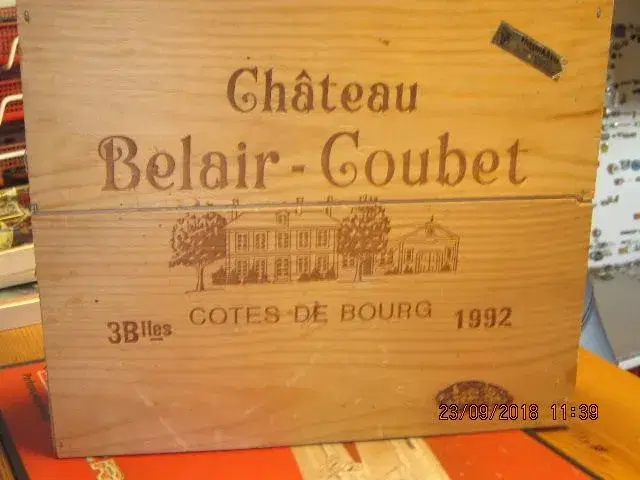 Château
Belair-Coubet
COTES DE BOURG
3Blles
1992
23/09/2018 11:39